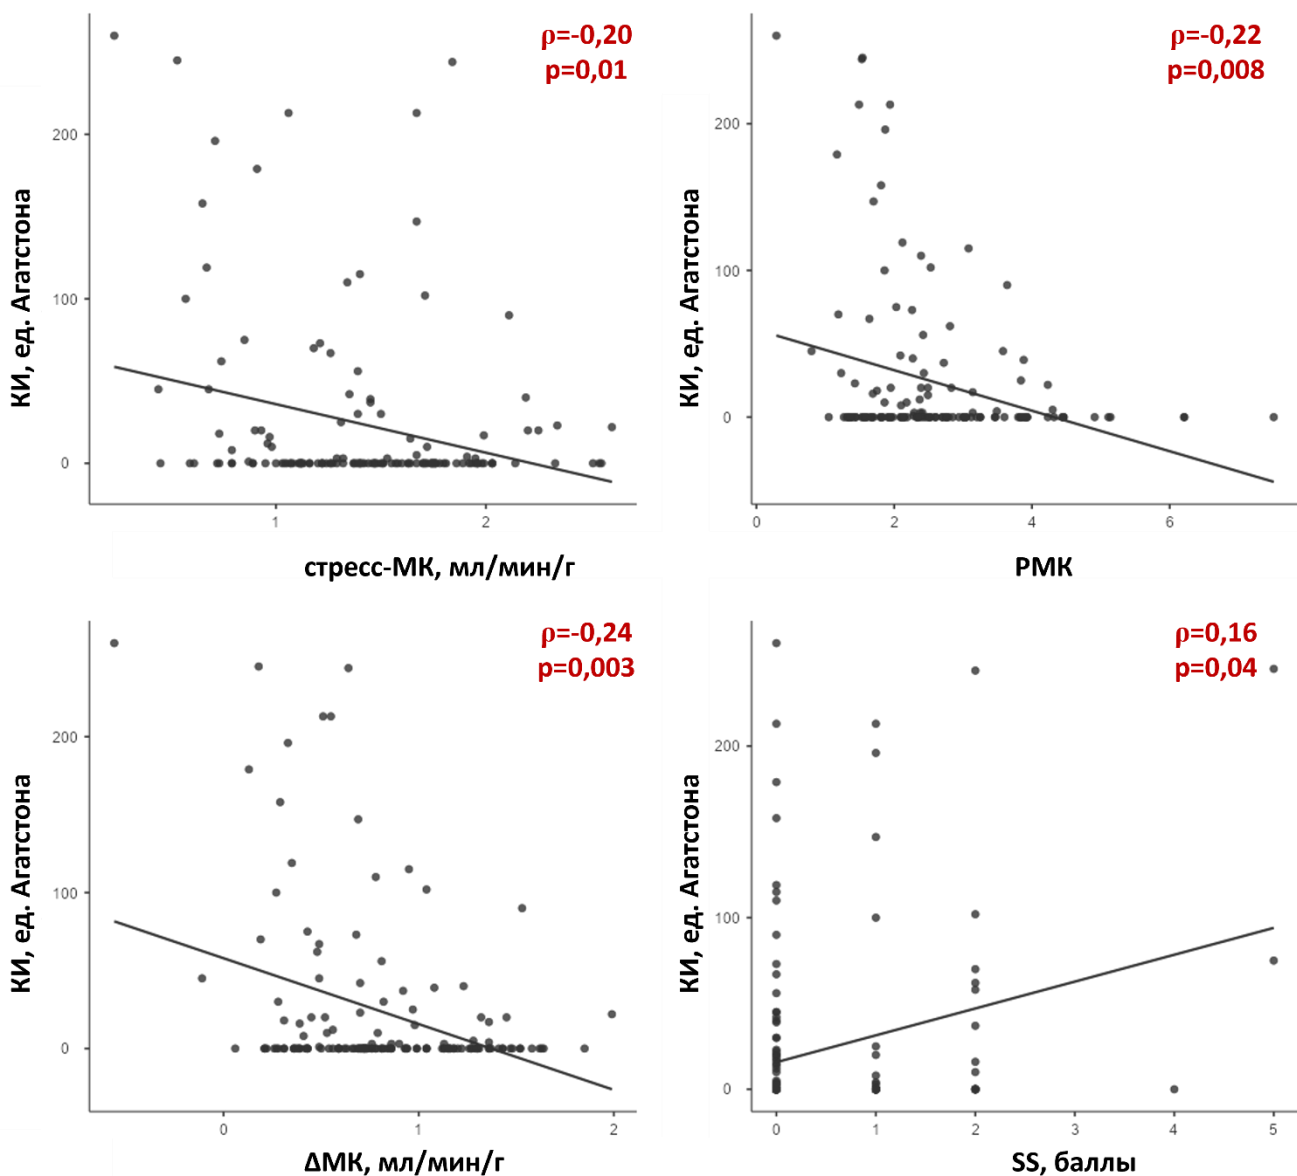 ρ=-0,20
p=0,01
200
100
0
КИ, ед. Агатстона
1
2
стресс-МК, мл/мин/г
ρ=-0,22
p=0,008
200
100
0
КИ, ед. Агатстона
0
2
4
6
РМК
ρ=-0,24
p=0,003
200
100
0
КИ, ед. Агатстона
0
1
2
ΔМК, мл/мин/г
ρ=0,16
p=0,04
200
100
0
КИ, ед. Агатстона
0
1
2
3
4
5
SS, баллы